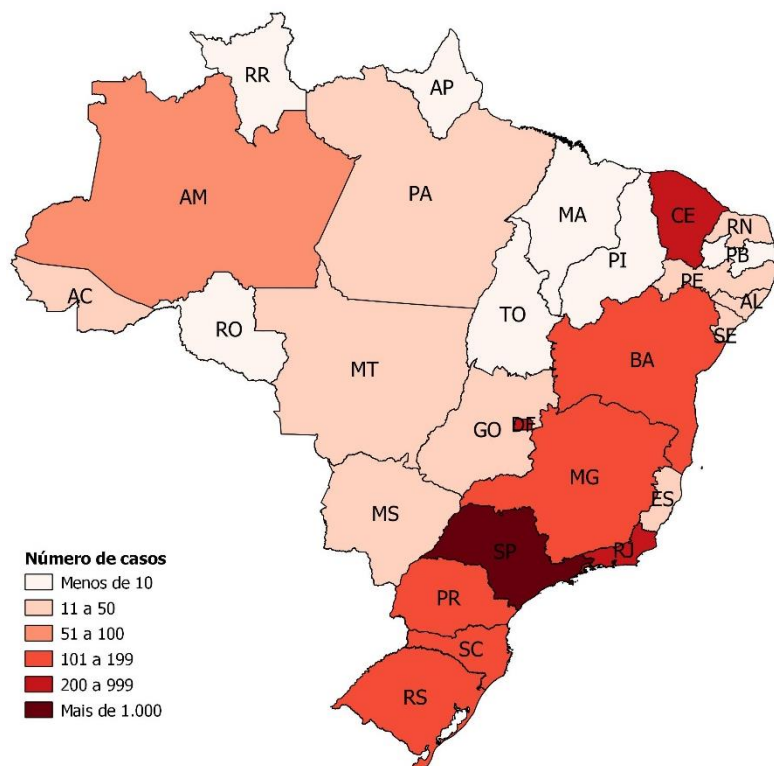 RR
AP
AM
PA
MA
CE
RN
PB
PI
PE
AC
TO
AL
RO
SE
BA
MT
GO
DF
MG
ES
MS
SP
RJ
PR
SC
RS
Número de casos
Menos de 10
11 a 50
51 a 100
101 a 199
200 a 999
Mais de 1.000